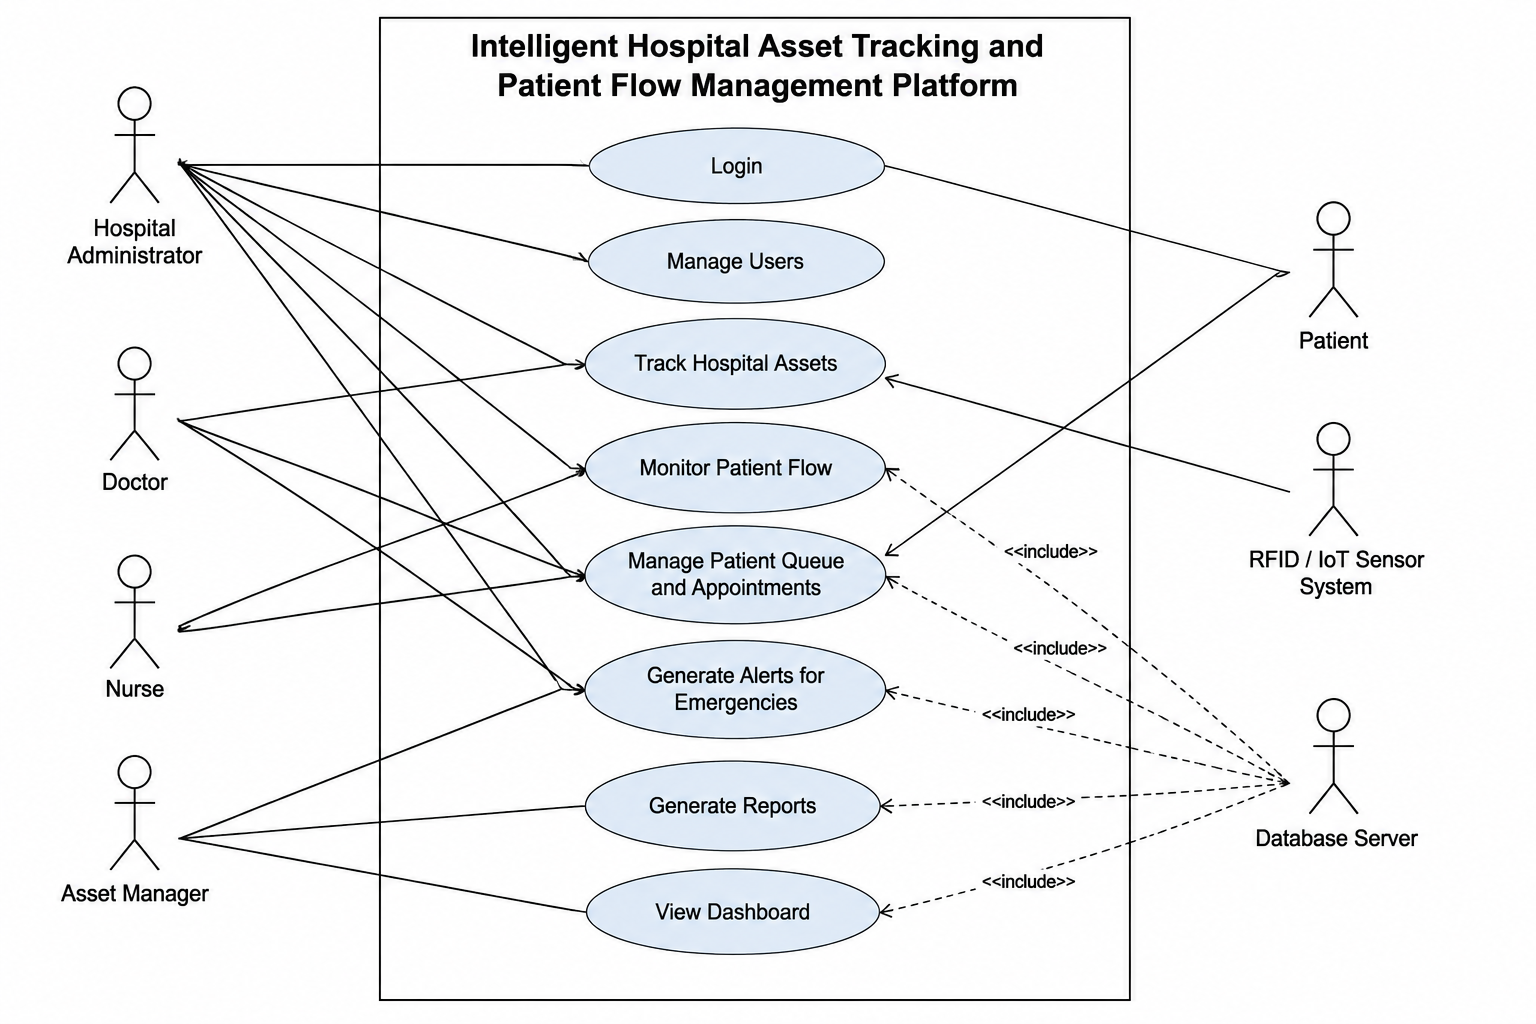 Intelligent Hospital Asset Tracking and
Patient Flow Management Platform
Hospital
Administrator
Doctor
Nurse
Asset Manager
Login
Manage Users
Track Hospital Assets
Monitor Patient Flow
Manage Patient Queue
and Appointments
Generate Alerts for
Emergencies
Generate Reports
View Dashboard
<<include>>
<<include>>
<<include>>
<<include>>
<<include>>
Patient
RFID / IoT Sensor
System
Database Server